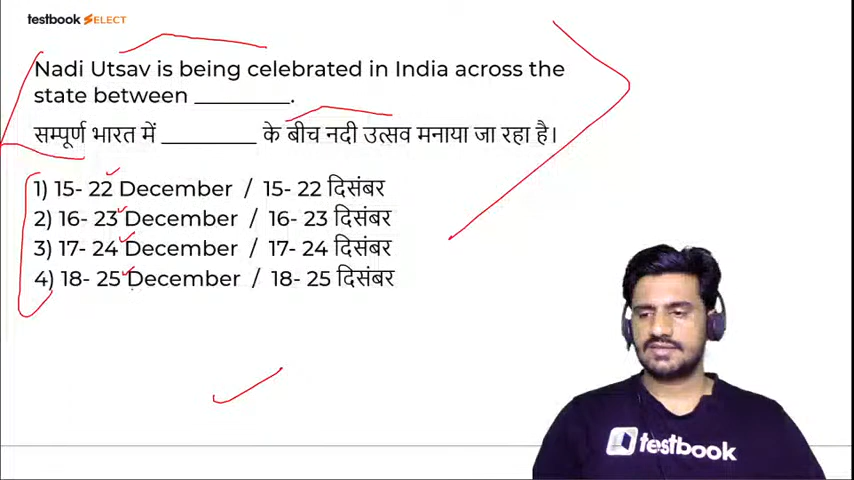 testbook SELECT
Nadi Utsav is being celebrated in India across the
state between _________.
सम्पूर्ण भारत में _________ के बीच नदी उत्सव मनाया जा रहा है।
1) 15- 22 December / 15- 22 दिसंबर
2) 16- 23 December / 16- 23 दिसंबर
3) 17- 24 December / 17- 24 दिसंबर
4) 18- 25 December / 18- 25 दिसंबर
testbook